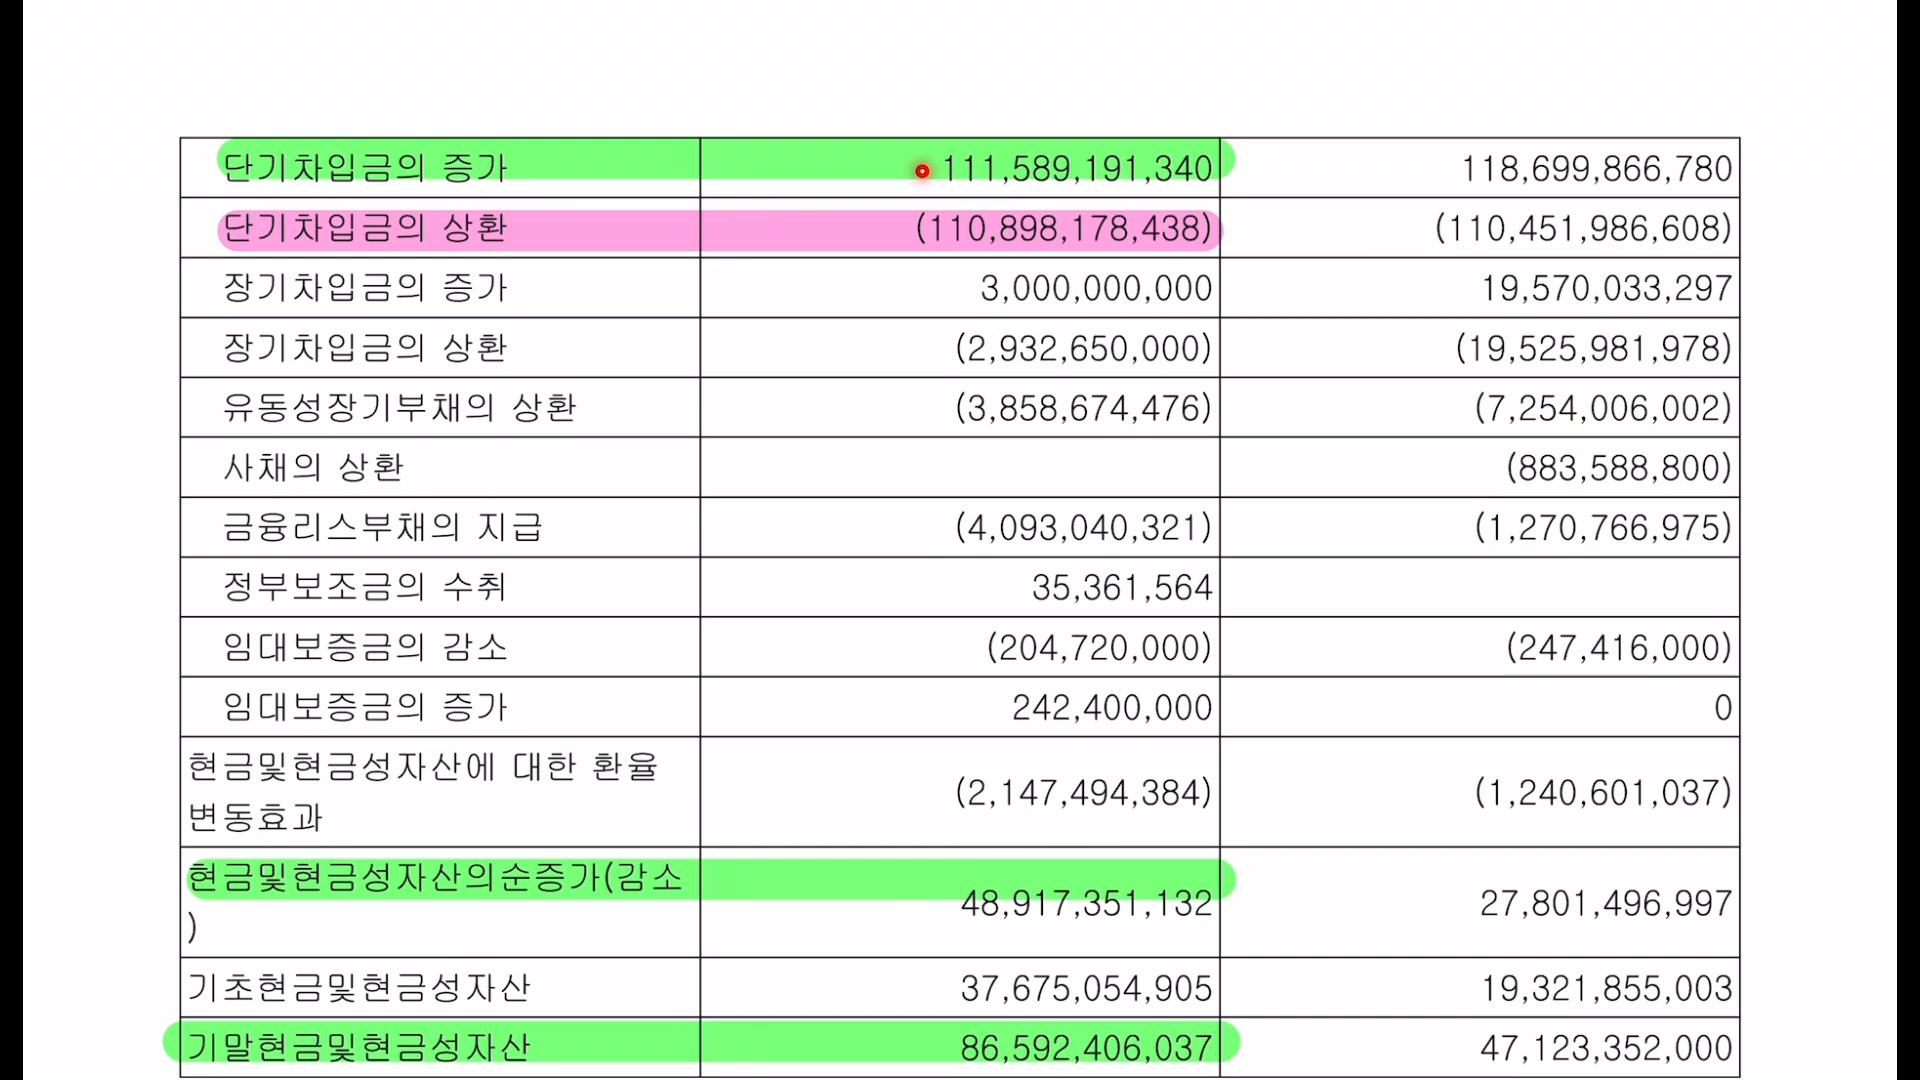 단기차입금의 증가 111,589,191,340 118,699,866,780
단기차입금의 상환 (110,898,178,438) (110,451,986,608)
장기차입금의 증가 3,000,000,000 19,570,033,297
장기차입금의 상환 (2,932,650,000) (19,525,981,978)
유동성장기부채의 상환 (3,858,674,476) (7,254,006,002)
사채의 상환 (883,588,800)
금융리스부채의 지급 (4,093,040,321) (1,270,766,975)
정부보조금의 수취 35,361,564
임대보증금의 감소 (204,720,000) (247,416,000)
임대보증금의 증가 242,400,000 0
현금및현금성자산에 대한 환율
변동효과 (2,147,494,384) (1,240,601,037)
현금및현금성자산의순증가(감소
) 48,917,351,132 27,801,496,997
기초현금및현금성자산 37,675,054,905 19,321,855,003
기말현금및현금성자산 86,592,406,037 47,123,352,000